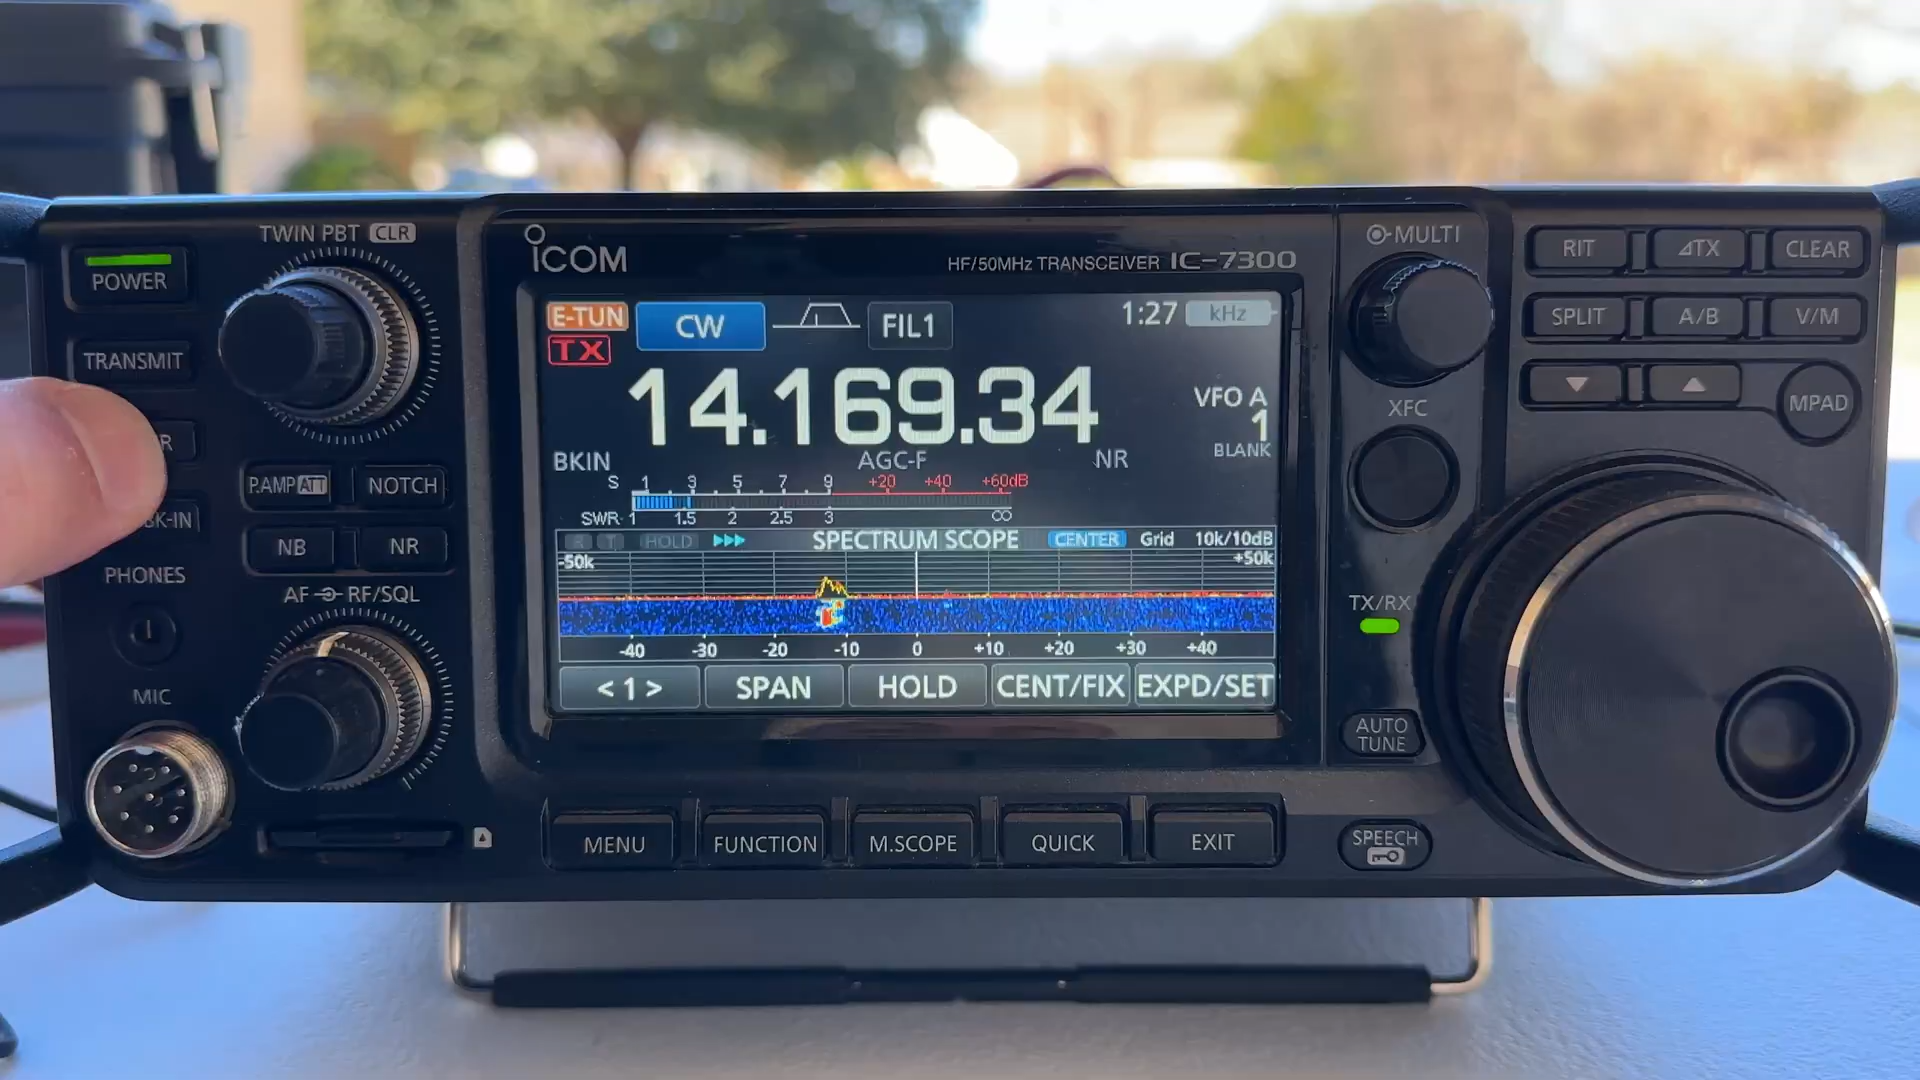 TWIN PBT CLR
POWER
TRANSMIT
R
BK-IN
P.AMP ATT
NOTCH
NB
NR
PHONES
AF RF/SQL
MIC
ICOM
HF/50MHz TRANSCEIVER IC-7300
E-TUN
TX
CW
FIL1
1:27
kHz
14.169.34
VFO A
1
BLANK
BKIN
AGC-F
NR
S 1 3 5 7 9 +20 +40 +60dB
SWR 1 1.5 2 2.5 3 ∞
HOLD
SPECTRUM SCOPE
CENTER
Grid
10k/10dB
-50k
+50k
-40 -30 -20 -10 0 +10 +20 +30 +40
< 1 >
SPAN
HOLD
CENT/FIX
EXPD/SET
MENU
FUNCTION
M.SCOPE
QUICK
EXIT
MULTI
XFC
TX/RX
AUTO
TUNE
SPEECH
RIT
⊿TX
CLEAR
SPLIT
A/B
V/M
▼
▲
MPAD